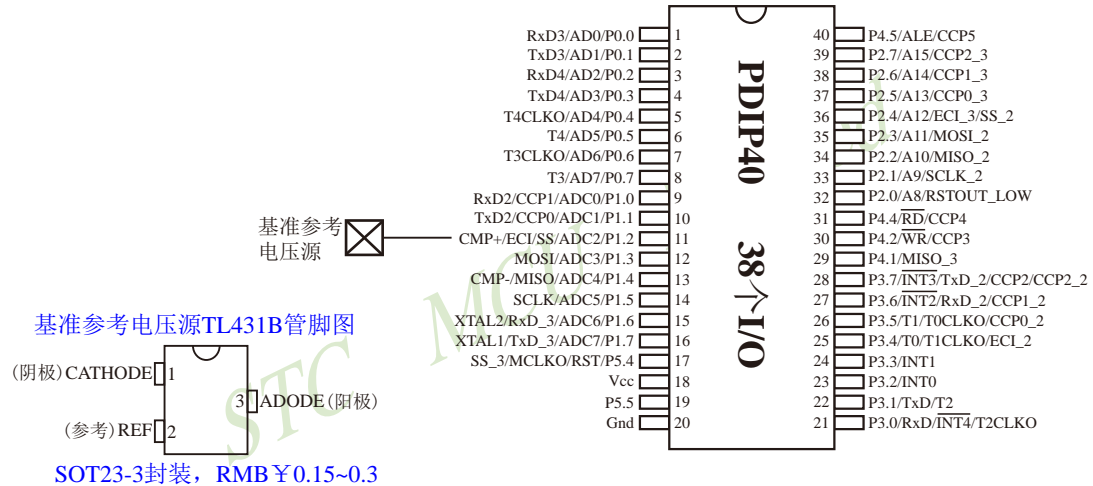 RxD3/AD0/P0.0 1
TxD3/AD1/P0.1 2
RxD4/AD2/P0.2 3
TxD4/AD3/P0.3 4
T4CLKO/AD4/P0.4 5
T4/AD5/P0.5 6
T3CLKO/AD6/P0.6 7
T3/AD7/P0.7 8
RxD2/CCP1/ADC0/P1.0 9
TxD2/CCP0/ADC1/P1.1 10
CMP+/ECI/SS/ADC2/P1.2 11
MOSI/ADC3/P1.3 12
CMP-/MISO/ADC4/P1.4 13
SCLK/ADC5/P1.5 14
XTAL2/RxD_3/ADC6/P1.6 15
XTAL1/TxD_3/ADC7/P1.7 16
SS_3/MCLKO/RST/P5.4 17
Vcc 18
P5.5 19
Gnd 20
PDIP40 38个I/O
40 P4.5/ALE/CCP5
39 P2.7/A15/CCP2_3
38 P2.6/A14/CCP1_3
37 P2.5/A13/CCP0_3
36 P2.4/A12/ECI_3/SS_2
35 P2.3/A11/MOSI_2
34 P2.2/A10/MISO_2
33 P2.1/A9/SCLK_2
32 P2.0/A8/RSTOUT_LOW
31 P4.4/RD/CCP4
30 P4.2/WR/CCP3
29 P4.1/MISO_3
28 P3.7/INT3/TxD_2/CCP2/CCP2_2
27 P3.6/INT2/RxD_2/CCP1_2
26 P3.5/T1/T0CLKO/CCP0_2
25 P3.4/T0/T1CLKO/ECI_2
24 P3.3/INT1
23 P3.2/INT0
22 P3.1/TxD/T2
21 P3.0/RxD/INT4/T2CLKO
基准参考
电压源
基准参考电压源TL431B管脚图
(阴极)CATHODE 1
3 ADODE(阳极)
(参考)REF 2
SOT23-3封装，RMB￥0.15~0.3
STC MCU